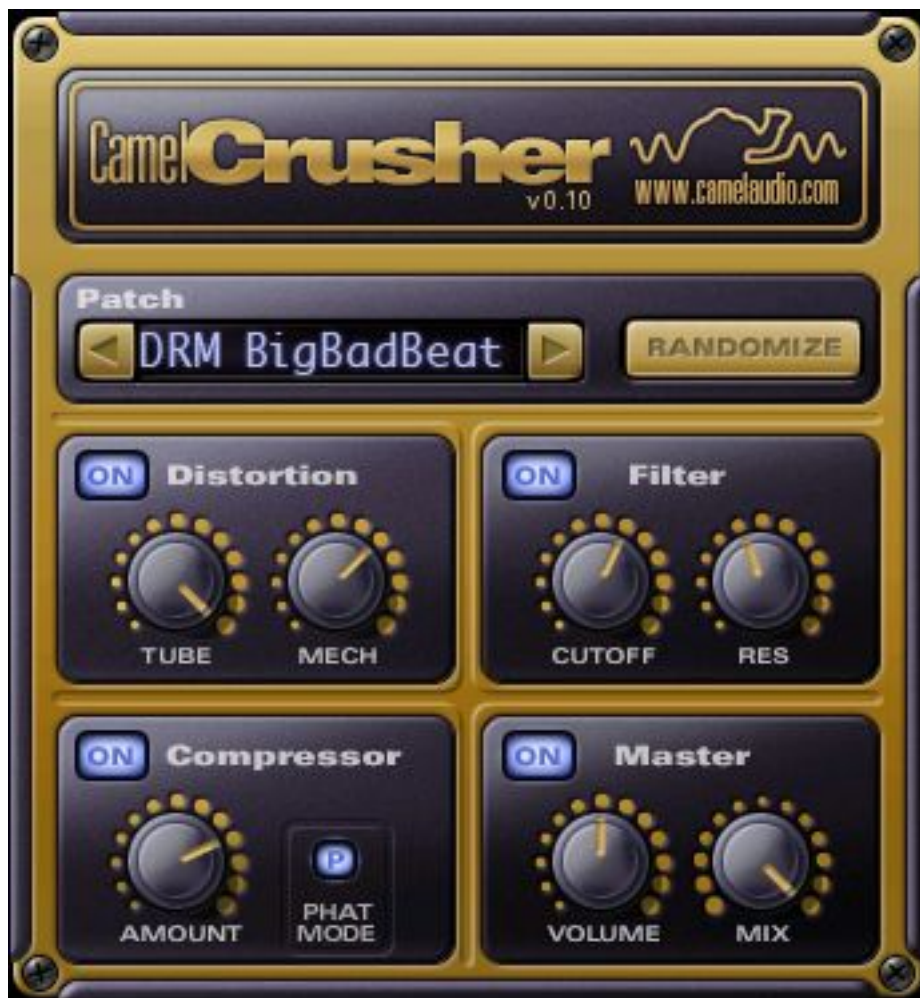 CamelCrusher
v0.10
www.camelaudio.com
Patch
DRM BigBadBeat
RANDOMIZE
ON Distortion
TUBE MECH
ON Filter
CUTOFF RES
ON Compressor
P
AMOUNT
PHAT
MODE
ON Master
VOLUME MIX